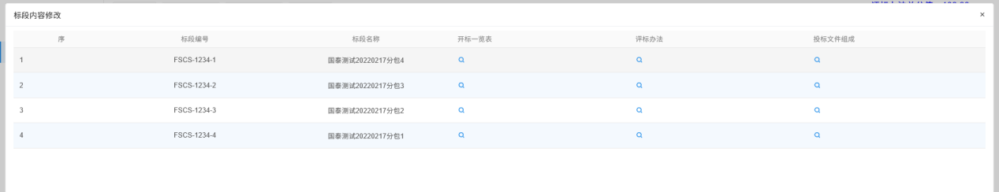 标段内容修改 ×
序 标段编号 标段名称 开标一览表 评标办法 投标文件组成
1 FSCS-1234-1 国泰测试20220217分包4
2 FSCS-1234-2 国泰测试20220217分包3
3 FSCS-1234-3 国泰测试20220217分包2
4 FSCS-1234-4 国泰测试20220217分包1